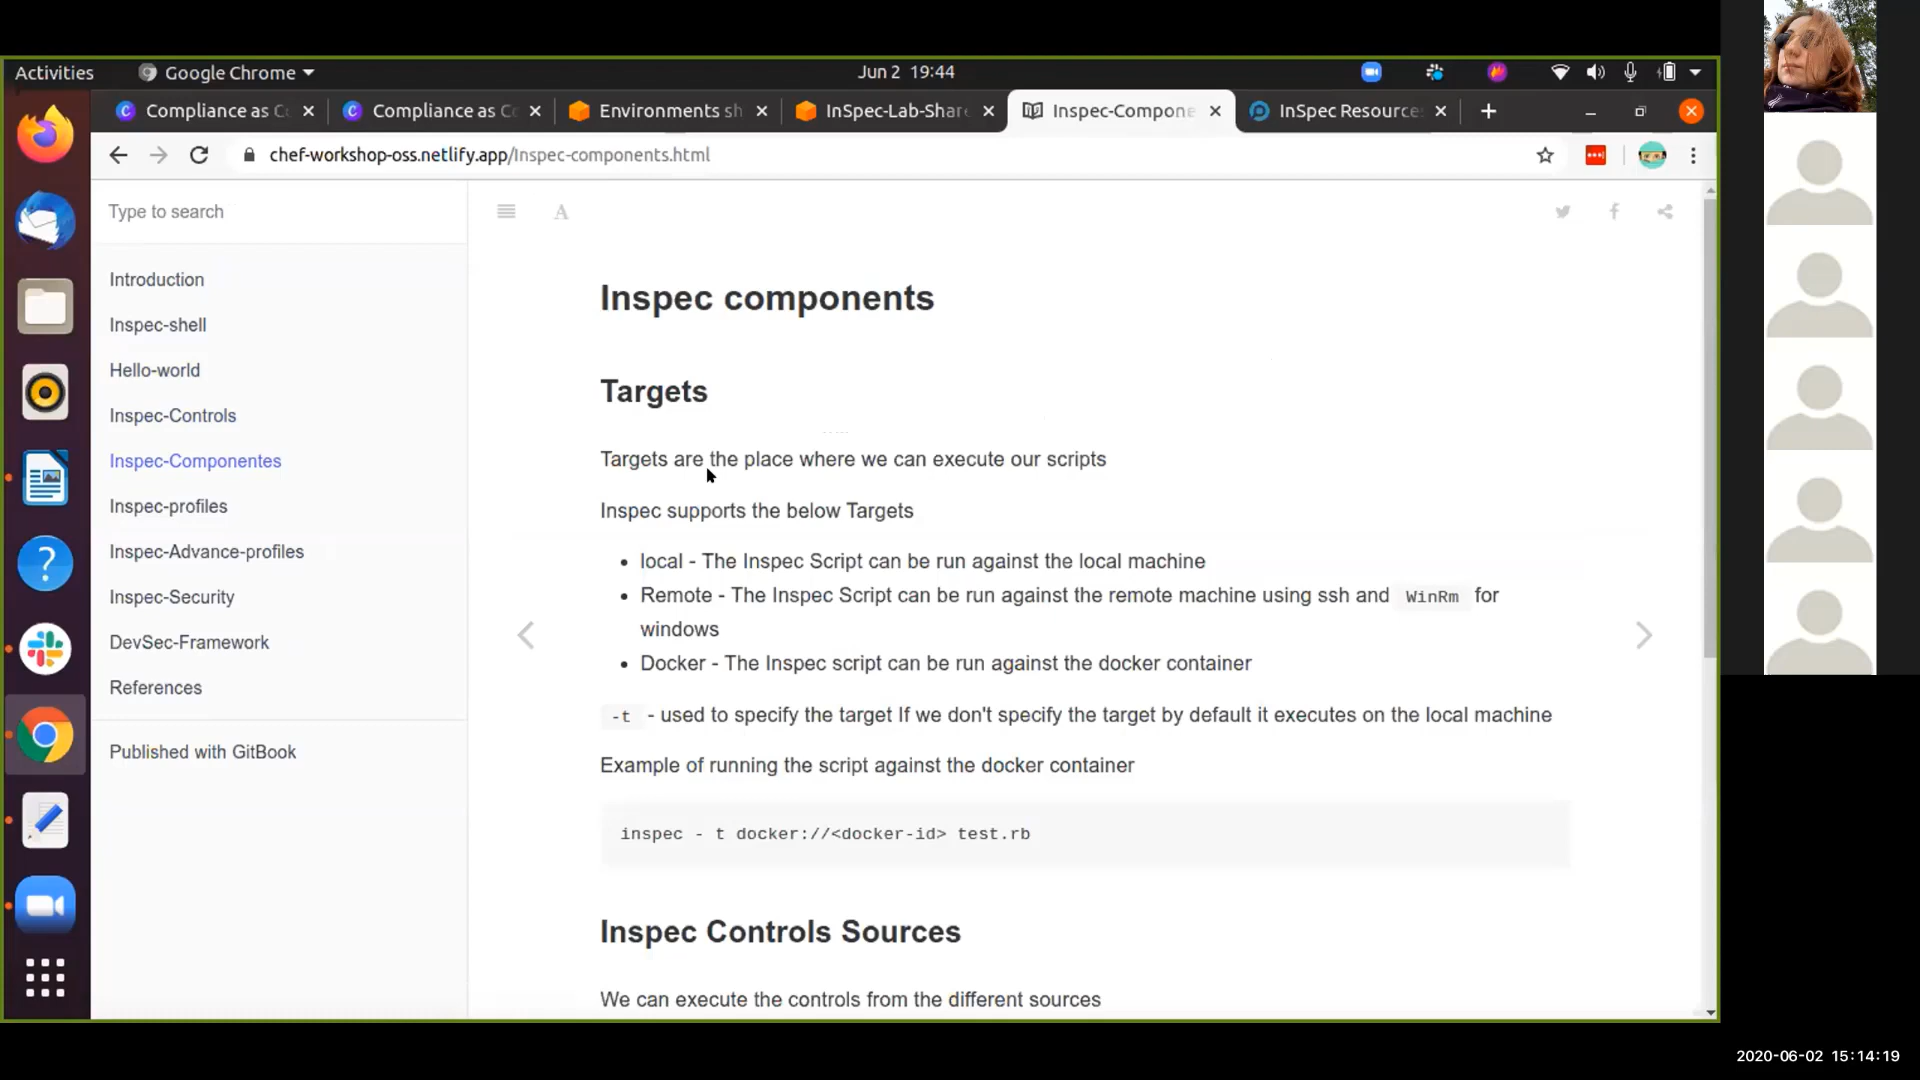 Activities
Google Chrome
Jun 2 19:44
Compliance as C
Compliance as Co
Environments sh
InSpec-Lab-Share
Inspec-Compone
InSpec Resource
chef-workshop-oss.netlify.app/Inspec-components.html
Type to search
A
Introduction
Inspec-shell
Hello-world
Inspec-Controls
Inspec-Componentes
Inspec-profiles
Inspec-Advance-profiles
Inspec-Security
DevSec-Framework
References
Published with GitBook
Inspec components
Targets
Targets are the place where we can execute our scripts
Inspec supports the below Targets
• local - The Inspec Script can be run against the local machine
• Remote - The Inspec Script can be run against the remote machine using ssh and WinRm for
windows
• Docker - The Inspec script can be run against the docker container
-t - used to specify the target If we don't specify the target by default it executes on the local machine
Example of running the script against the docker container
inspec - t docker://<docker-id> test.rb
Inspec Controls Sources
We can execute the controls from the different sources
2020-06-02 15:14:19